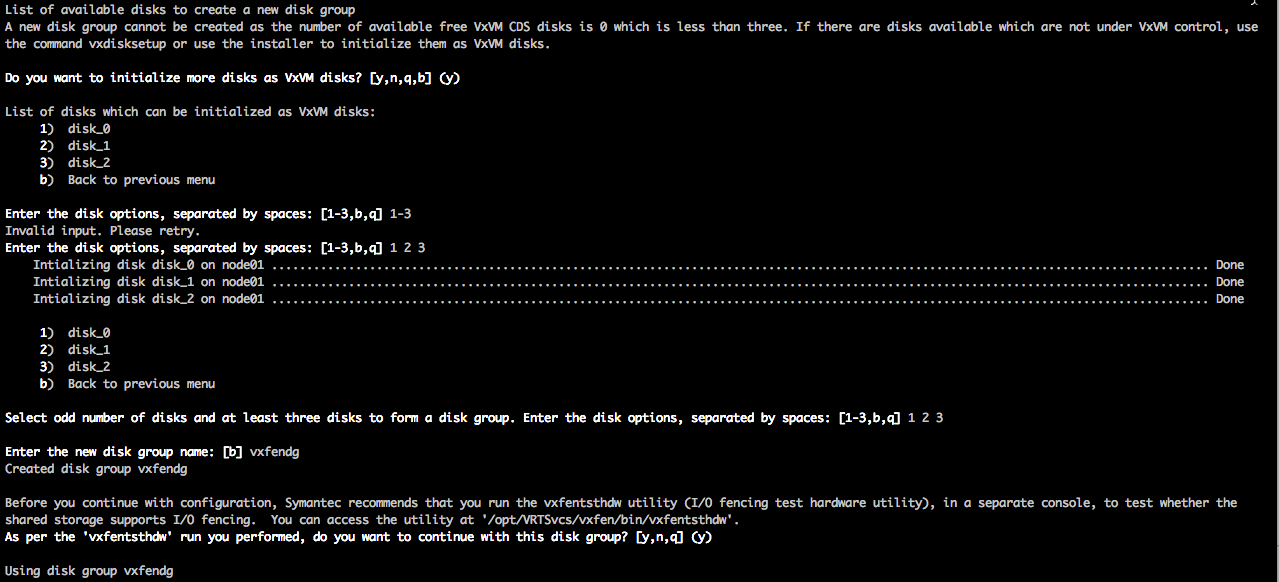 List of available disks to create a new disk group
A new disk group cannot be created as the number of available free VxVM CDS disks is 0 which is less than three. If there are disks available which are not under VxVM control, use
the command vxdisksetup or use the installer to initialize them as VxVM disks.
Do you want to initialize more disks as VxVM disks? [y,n,q,b] (y)
List of disks which can be initialized as VxVM disks:
1) disk_0
2) disk_1
3) disk_2
b) Back to previous menu
Enter the disk options, separated by spaces: [1-3,b,q] 1-3
Invalid input. Please retry.
Enter the disk options, separated by spaces: [1-3,b,q] 1 2 3
Intializing disk disk_0 on node01 ...................................................................................................................................... Done
Intializing disk disk_1 on node01 ...................................................................................................................................... Done
Intializing disk disk_2 on node01 ...................................................................................................................................... Done
1) disk_0
2) disk_1
3) disk_2
b) Back to previous menu
Select odd number of disks and at least three disks to form a disk group. Enter the disk options, separated by spaces: [1-3,b,q] 1 2 3
Enter the new disk group name: [b] vxfendg
Created disk group vxfendg
Before you continue with configuration, Symantec recommends that you run the vxfentsthdw utility (I/O fencing test hardware utility), in a separate console, to test whether the
shared storage supports I/O fencing.  You can access the utility at '/opt/VRTSvcs/vxfen/bin/vxfentsthdw'.
As per the 'vxfentsthdw' run you performed, do you want to continue with this disk group? [y,n,q] (y)
Using disk group vxfendg